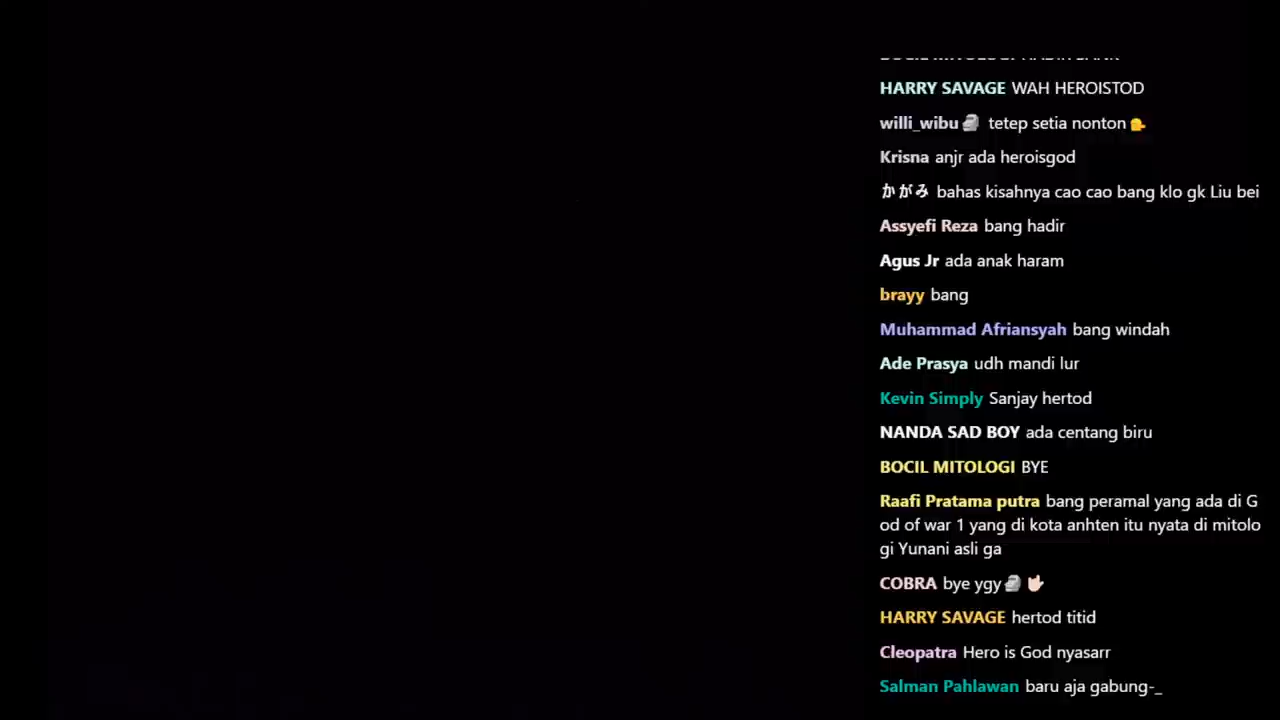 HARRY SAVAGE WAH HEROISTOD
willi_wibu🗿 tetep setia nonton
Krisna anjr ada heroisgod
かがみ bahas kisahnya cao cao bang klo gk Liu bei
Assyefi Reza bang hadir
Agus Jr ada anak haram
brayy bang
Muhammad Afriansyah bang windah
Ade Prasya udh mandi lur
Kevin Simply Sanjay hertod
NANDA SAD BOY ada centang biru
BOCIL MITOLOGI BYE
Raafi Pratama putra bang peramal yang ada di G
od of war 1 yang di kota anhten itu nyata di mitolo
gi Yunani asli ga
COBRA bye ygy🗿🤟🏻
HARRY SAVAGE hertod titid
Cleopatra Hero is God nyasarr
Salman Pahlawan baru aja gabung-_